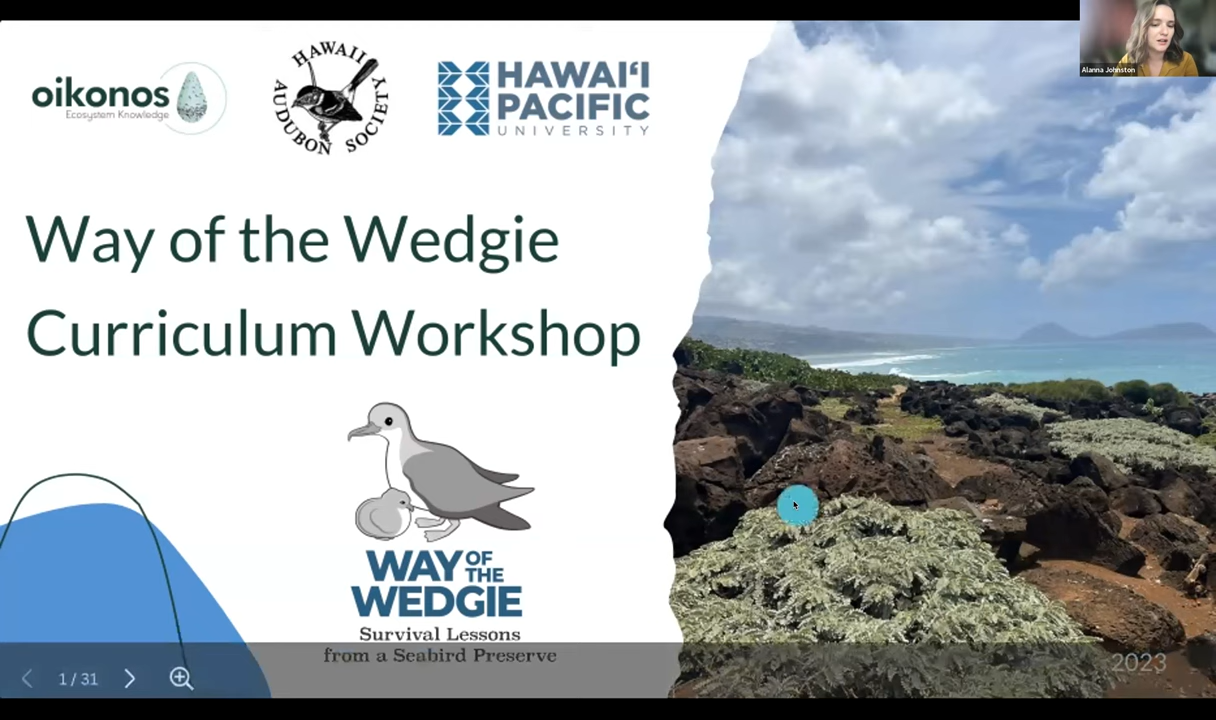 Alanna Johnston
oikonos
Ecosystem Knowledge
HAWAII AUDUBON SOCIETY
HAWAIʻI
PACIFIC
UNIVERSITY
Way of the Wedgie
Curriculum Workshop
WAY OF THE
WEDGIE
Survival Lessons
from a Seabird Preserve
1 / 31
2023